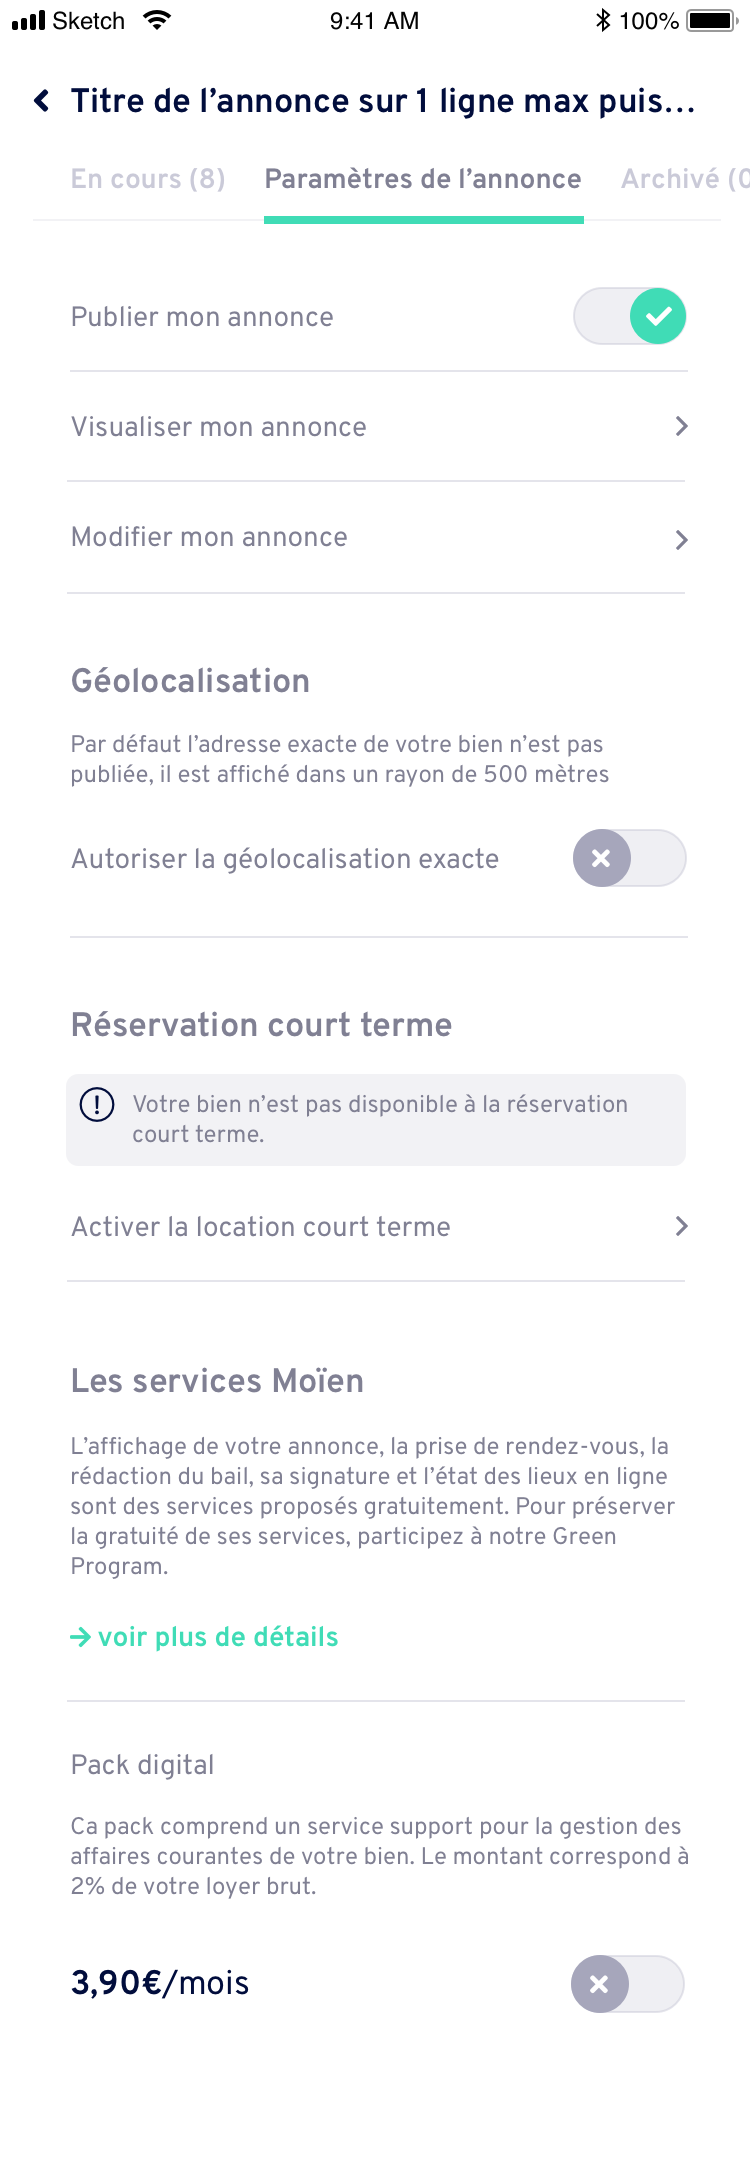 Sketch 9:41 AM 100%
Titre de l’annonce sur 1 ligne max puis...
En cours (8) Paramètres de l’annonce Archivé (0
Publier mon annonce
Visualiser mon annonce
Modifier mon annonce
Géolocalisation
Par défaut l’adresse exacte de votre bien n’est pas
publiée, il est affiché dans un rayon de 500 mètres
Autoriser la géolocalisation exacte
Réservation court terme
Votre bien n’est pas disponible à la réservation
court terme.
Activer la location court terme
Les services Moïen
L’affichage de votre annonce, la prise de rendez-vous, la
rédaction du bail, sa signature et l’état des lieux en ligne
sont des services proposés gratuitement. Pour préserver
la gratuité de ses services, participez à notre Green
Program.
voir plus de détails
Pack digital
Ca pack comprend un service support pour la gestion des
affaires courantes de votre bien. Le montant correspond à
2% de votre loyer brut.
3,90€/mois